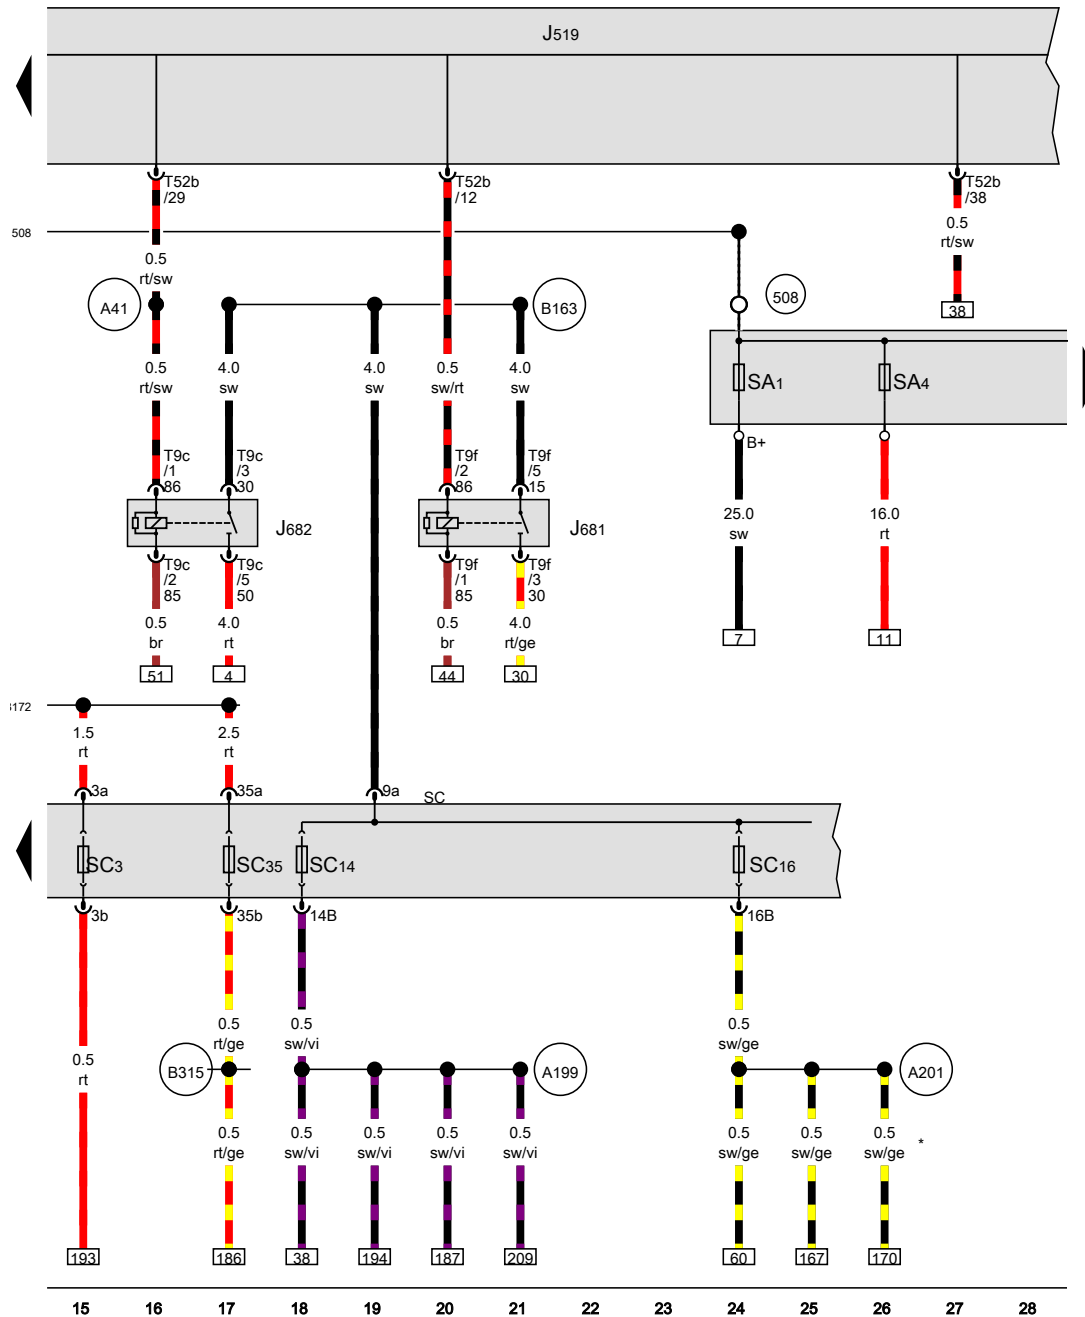 J519
T52b
/29
T52b
/12
T52b
/38
508
0.5
rt/sw
0.5
rt/sw
A41
B163
508
38
0.5
rt/sw
4.0
sw
4.0
sw
0.5
sw/rt
4.0
sw
SA1
SA4
B+
T9c
/1
86
T9c
/3
30
T9f
/2
86
T9f
/5
15
J682
J681
25.0
sw
16.0
rt
T9c
/2
85
T9c
/5
50
T9f
/1
85
T9f
/3
30
0.5
br
4.0
rt
0.5
br
4.0
rt/ge
7
11
51
4
44
30
172
1.5
rt
2.5
rt
3a
35a
9a
SC
SC3
SC35
SC14
SC16
3b
35b
14B
16B
0.5
rt/ge
0.5
sw/vi
0.5
sw/ge
0.5
rt
B315
A199
A201
0.5
rt/ge
0.5
sw/vi
0.5
sw/vi
0.5
sw/vi
0.5
sw/vi
0.5
sw/ge
0.5
sw/ge
0.5
sw/ge
*
193
186
38
194
187
209
60
167
170
15 16 17 18 19 20 21 22 23 24 25 26 27 28